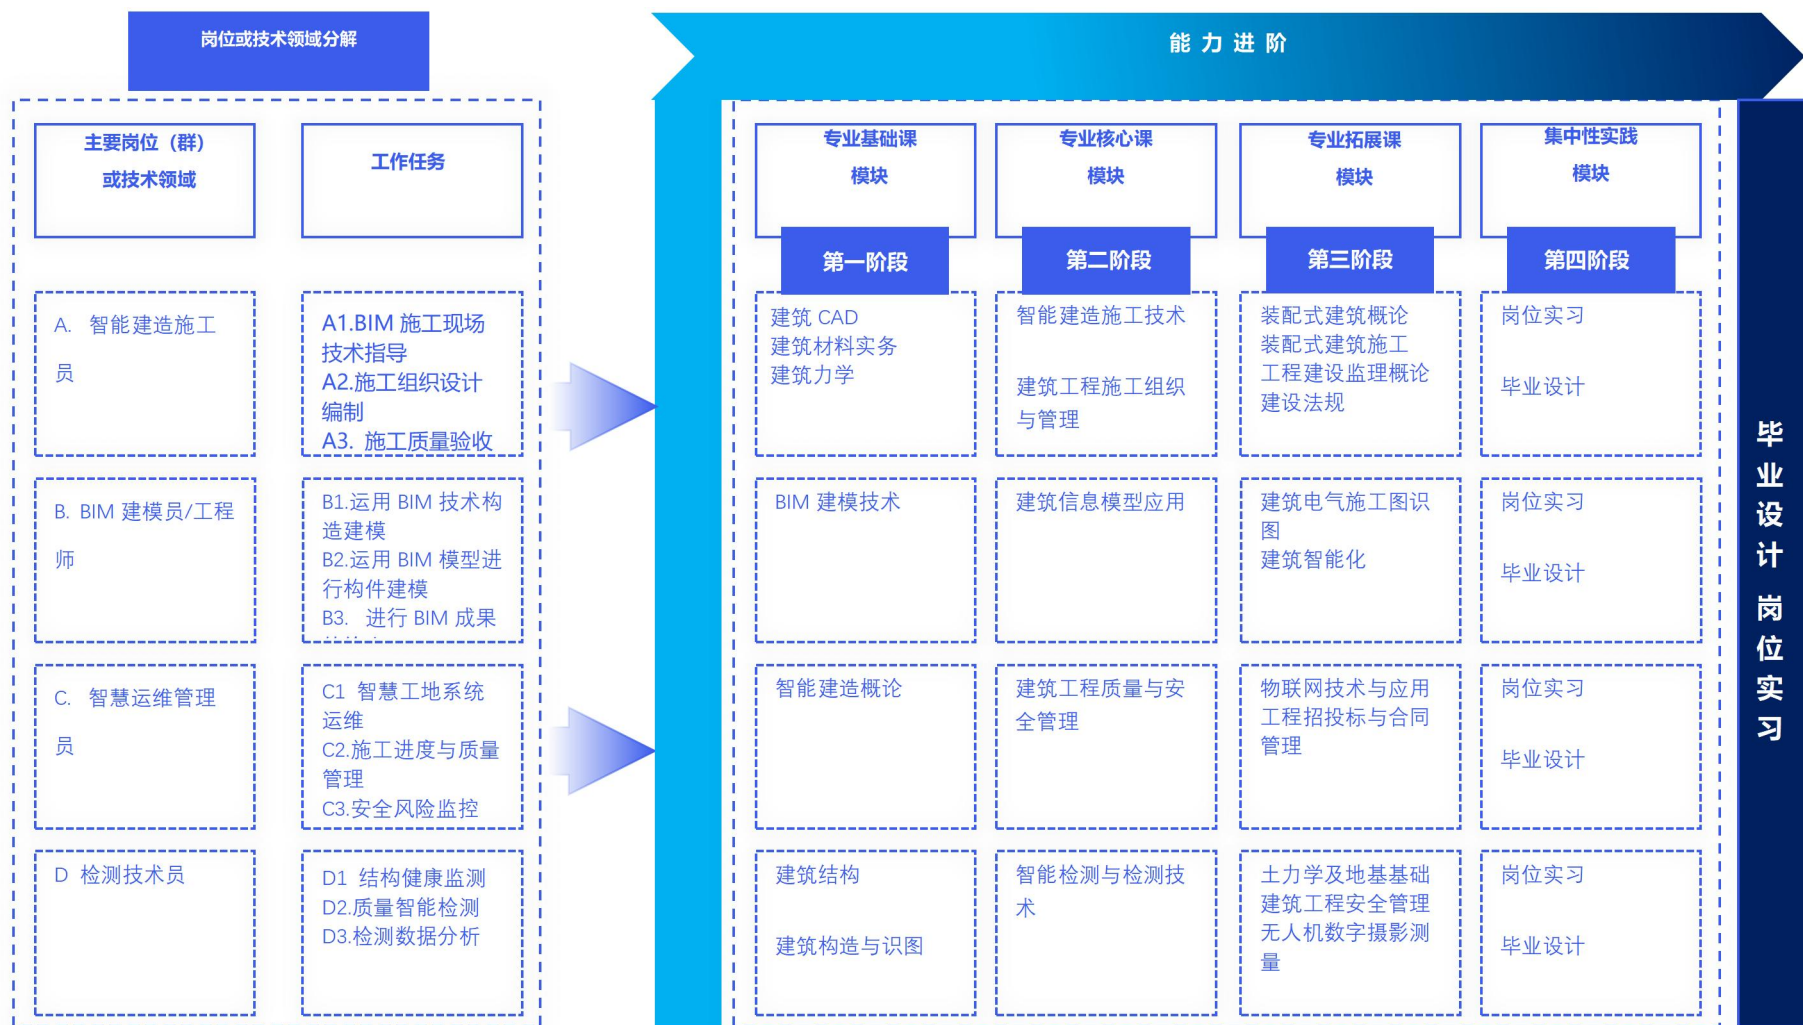 岗位或技术领域分解
能力进阶
主要岗位（群）
或技术领域
工作任务
专业基础课
模块
专业核心课
模块
专业拓展课
模块
集中性实践
模块
第一阶段
第二阶段
第三阶段
第四阶段
A. 智能建造施工
员
A1.BIM 施工现场
技术指导
A2.施工组织设计
编制
A3. 施工质量验收
建筑 CAD
建筑材料实务
建筑力学
智能建造施工技术
建筑工程施工组织
与管理
装配式建筑概论
装配式建筑施工
工程建设监理概论
建设法规
岗位实习
毕业设计
B. BIM 建模员/工程
师
B1.运用 BIM 技术构
造建模
B2.运用 BIM 模型进
行构件建模
B3. 进行 BIM 成果
BIM 建模技术
建筑信息模型应用
建筑电气施工图识
图
建筑智能化
岗位实习
毕业设计
C. 智慧运维管理
员
C1 智慧工地系统
运维
C2.施工进度与质量
管理
C3.安全风险监控
智能建造概论
建筑工程质量与安
全管理
物联网技术与应用
工程招投标与合同
管理
岗位实习
毕业设计
D 检测技术员
D1 结构健康监测
D2.质量智能检测
D3.检测数据分析
建筑结构
建筑构造与识图
智能检测与检测技
术
土力学及地基基础
建筑工程安全管理
无人机数字摄影测
量
岗位实习
毕业设计
毕业设计 岗位实习